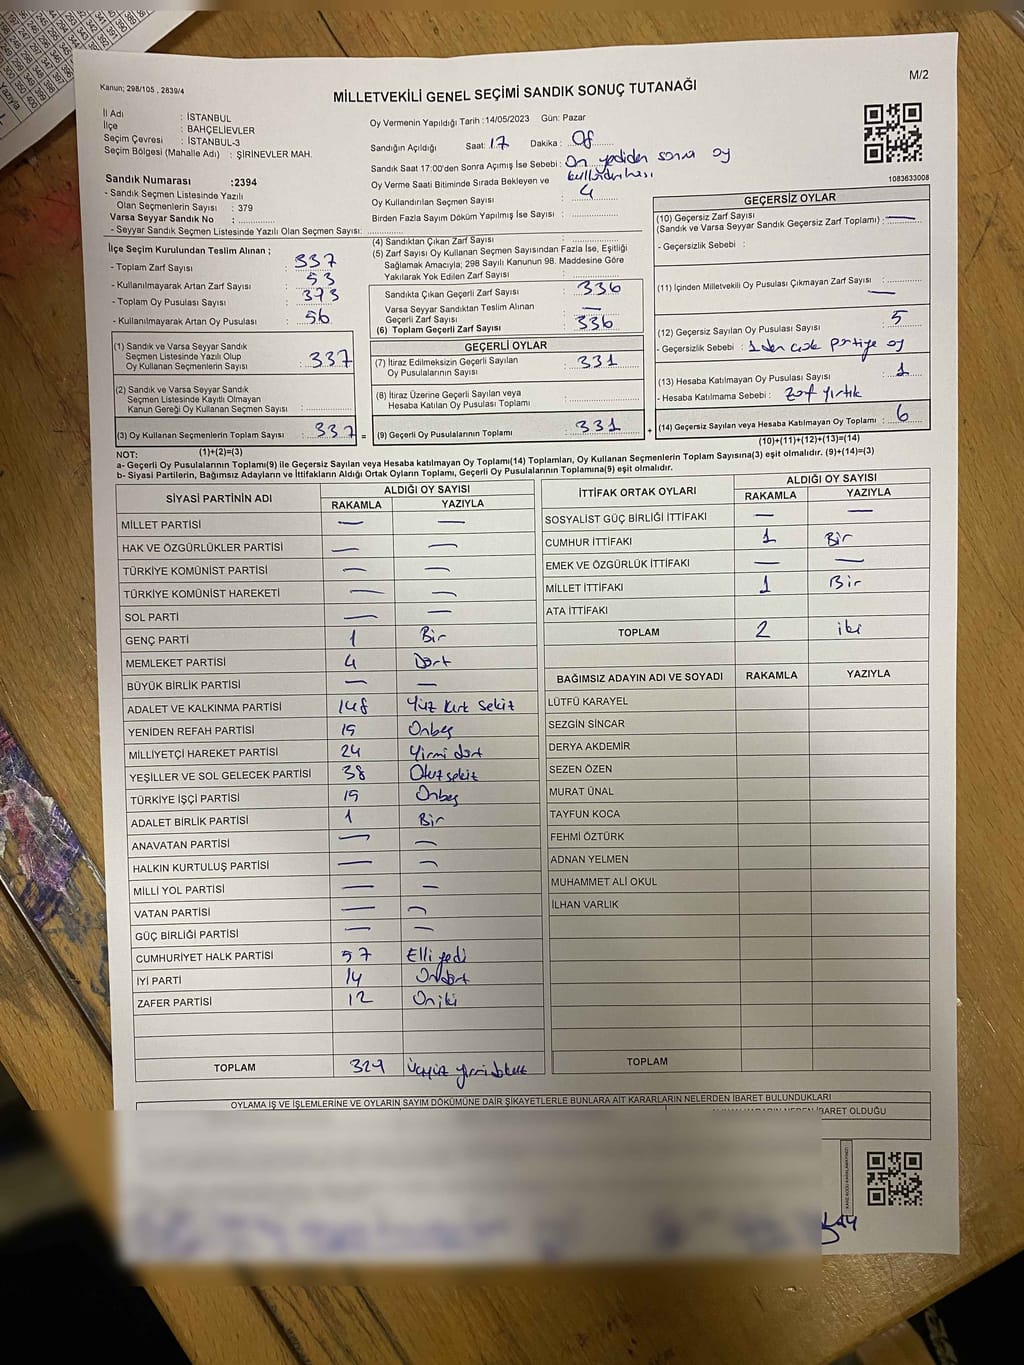 Kanun; 298/105 , 2839/4
M/2
MİLLETVEKİLİ GENEL SEÇİMİ SANDIK SONUÇ TUTANAĞI
İl Adı : İSTANBUL
İlçe : BAHÇELİEVLER
Seçim Çevresi : İSTANBUL-3
Seçim Bölgesi (Mahalle Adı) : ŞİRİNEVLER MAH.
Sandık Numarası :2394
- Sandık Seçmen Listesinde Yazılı
Olan Seçmenlerin Sayısı : 379
Varsa Seyyar Sandık No :
- Seyyar Sandık Seçmen Listesinde Yazılı Olan Seçmen Sayısı:
Oy Vermenin Yapıldığı Tarih :14/05/2023 Gün: Pazar
Sandığın Açıldığı Saat: 17 Dakika :
Sandık Saat 17:00'den Sonra Açımış İse Sebebi : On yediden sonra oy
kullanılması
Oy Verme Saati Bitiminde Sırada Bekleyen ve
Oy Kullandırılan Seçmen Sayısı : 4
Birden Fazla Sayım Döküm Yapılmış İse Sayısı :
1083633008
İlçe Seçim Kurulundan Teslim Alınan ;
- Toplam Zarf Sayısı : 337
- Kullanılmayarak Artan Zarf Sayısı : 53
- Toplam Oy Pusulası Sayısı : 373
- Kullanılmayarak Artan Oy Pusulası : 56
(1) Sandık ve Varsa Seyyar Sandık
Seçmen Listesinde Yazılı Olup
Oy Kullanan Seçmenlerin Sayısı : 337
(2) Sandık ve Varsa Seyyar Sandık
Seçmen Listesinde Kayıtlı Olmayan
Kanun Gereği Oy Kullanan Seçmen Sayısı :
(3) Oy Kullanan Seçmenlerin Toplam Sayısı : 337 =
(1)+(2)=(3)
(4) Sandıktan Çıkan Zarf Sayısı :
(5) Zarf Sayısı Oy Kullanan Seçmen Sayısından Fazla İse, Eşitliği
Sağlamak Amacıyla; 298 Sayılı Kanunun 98. Maddesine Göre
Yakılarak Yok Edilen Zarf Sayısı :
Sandıkta Çıkan Geçerli Zarf Sayısı : 336
Varsa Seyyar Sandıktan Teslim Alınan
Geçerli Zarf Sayısı : —
(6) Toplam Geçerli Zarf Sayısı : 336
GEÇERLİ OYLAR
(7) İtiraz Edilmeksizin Geçerli Sayılan
Oy Pusulalarının Sayısı : 331
(8) İtiraz Üzerine Geçerli Sayılan veya
Hesaba Katılan Oy Pusulası Toplamı :
(9) Geçerli Oy Pusulalarının Toplamı : 331 +
GEÇERSİZ OYLAR
(10) Geçersiz Zarf Sayısı
(Sandık ve Varsa Seyyar Sandık Geçersiz Zarf Toplamı) : —
- Geçersizlik Sebebi :
(11) İçinden Milletvekili Oy Pusulası Çıkmayan Zarf Sayısı : —
(12) Geçersiz Sayılan Oy Pusulası Sayısı : 5
- Geçersizlik Sebebi : 1 den çok partiye oy
(13) Hesaba Katılmayan Oy Pusulası Sayısı : 1
- Hesaba Katılmama Sebebi : zarf yırtık
(14) Geçersiz Sayılan veya Hesaba Katılmayan Oy Toplamı : 6
(10)+(11)+(12)+(13)=(14)
NOT:
a- Geçerli Oy Pusulalarının Toplamı(9) ile Geçersiz Sayılan veya Hesaba katılmayan Oy Toplamı(14) Toplamları, Oy Kullanan Seçmenlerin Toplam Sayısına(3) eşit olmalıdır. (9)+(14)=(3)
b- Siyasi Partilerin, Bağımsız Adayların ve İttifakların Aldığı Ortak Oyların Toplamı, Geçerli Oy Pusulalarının Toplamına(9) eşit olmalıdır.
SİYASİ PARTİNİN ADI ALDIĞI OY SAYISI
RAKAMLA YAZIYLA
MİLLET PARTİSİ — —
HAK VE ÖZGÜRLÜKLER PARTİSİ — —
TÜRKİYE KOMÜNİST PARTİSİ — —
TÜRKİYE KOMÜNİST HAREKETİ — —
SOL PARTİ — —
GENÇ PARTİ 1 Bir
MEMLEKET PARTİSİ 4 Dört
BÜYÜK BİRLİK PARTİSİ — —
ADALET VE KALKINMA PARTİSİ 148 Yüz Kırk Sekiz
YENİDEN REFAH PARTİSİ 15 Onbeş
MİLLİYETÇİ HAREKET PARTİSİ 24 Yirmi dört
YEŞİLLER VE SOL GELECEK PARTİSİ 38 Otuz sekiz
TÜRKİYE İŞÇİ PARTİSİ 15 Onbeş
ADALET BİRLİK PARTİSİ 1 Bir
ANAVATAN PARTİSİ — —
HALKIN KURTULUŞ PARTİSİ — —
MİLLİ YOL PARTİSİ — —
VATAN PARTİSİ — —
GÜÇ BİRLİĞİ PARTİSİ — —
CUMHURİYET HALK PARTİSİ 57 Elli yedi
İYİ PARTİ 14 Ondört
ZAFER PARTİSİ 12 Oniki
TOPLAM 329 Üçyüz yirmi dokuz
İTTİFAK ORTAK OYLARI ALDIĞI OY SAYISI
RAKAMLA YAZIYLA
SOSYALİST GÜÇ BİRLİĞİ İTTİFAKI — —
CUMHUR İTTİFAKI 1 Bir
EMEK VE ÖZGÜRLÜK İTTİFAKI — —
MİLLET İTTİFAKI 1 Bir
ATA İTTİFAKI
TOPLAM 2 iki
BAĞIMSIZ ADAYIN ADI VE SOYADI RAKAMLA YAZIYLA
LÜTFÜ KARAYEL
SEZGİN SİNCAR
DERYA AKDEMİR
SEZEN ÖZEN
MURAT ÜNAL
TAYFUN KOCA
FEHMİ ÖZTÜRK
ADNAN YELMEN
MUHAMMET ALİ OKUL
İLHAN VARLIK
TOPLAM
OYLAMA İŞ VE İŞLEMLERİNE VE OYLARIN SAYIM DÖKÜMÜNE DAİR ŞİKAYETLERLE BUNLARA AİT KARARLARIN NELERDEN İBARET BULUNDUKLARI
İBARET OLDUĞU